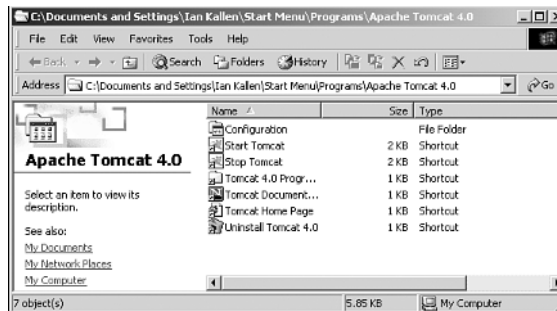 C:\Documents and Settings\Ian Kallen\Start Menu\Programs\Apache Tomcat 4.0
File Edit View Favorites Tools Help
Back Search Folders History
Address C:\Documents and Settings\Ian Kallen\Start Menu\Programs\Apache Tomcat 4.0 Go
Name Size Type
Configuration File Folder
Start Tomcat 2 KB Shortcut
Stop Tomcat 2 KB Shortcut
Tomcat 4.0 Progr... 1 KB Shortcut
Tomcat Document... 1 KB Shortcut
Tomcat Home Page 1 KB Shortcut
Uninstall Tomcat 4.0 1 KB Shortcut
Apache Tomcat 4.0
Select an item to view its
description.
See also:
My Documents
My Network Places
My Computer
7 object(s) 5.85 KB My Computer